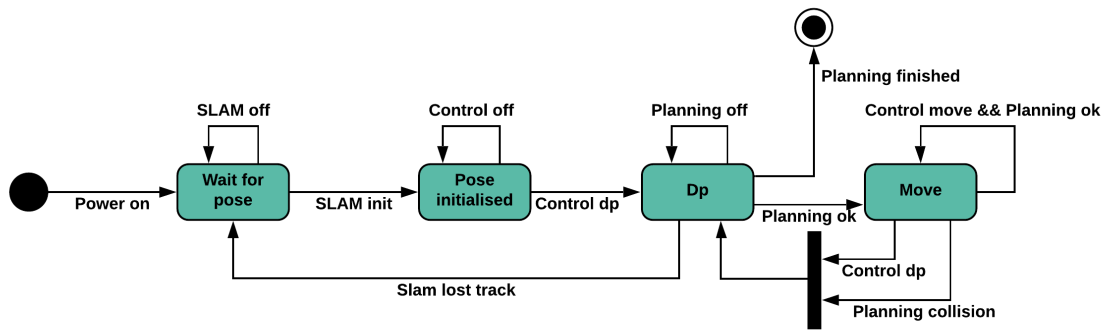 Planning finished
SLAM off
Control off
Planning off
Control move && Planning ok
Wait for
pose
Pose
initialised
Dp
Move
Power on
SLAM init
Control dp
Planning ok
Control dp
Slam lost track
Planning collision